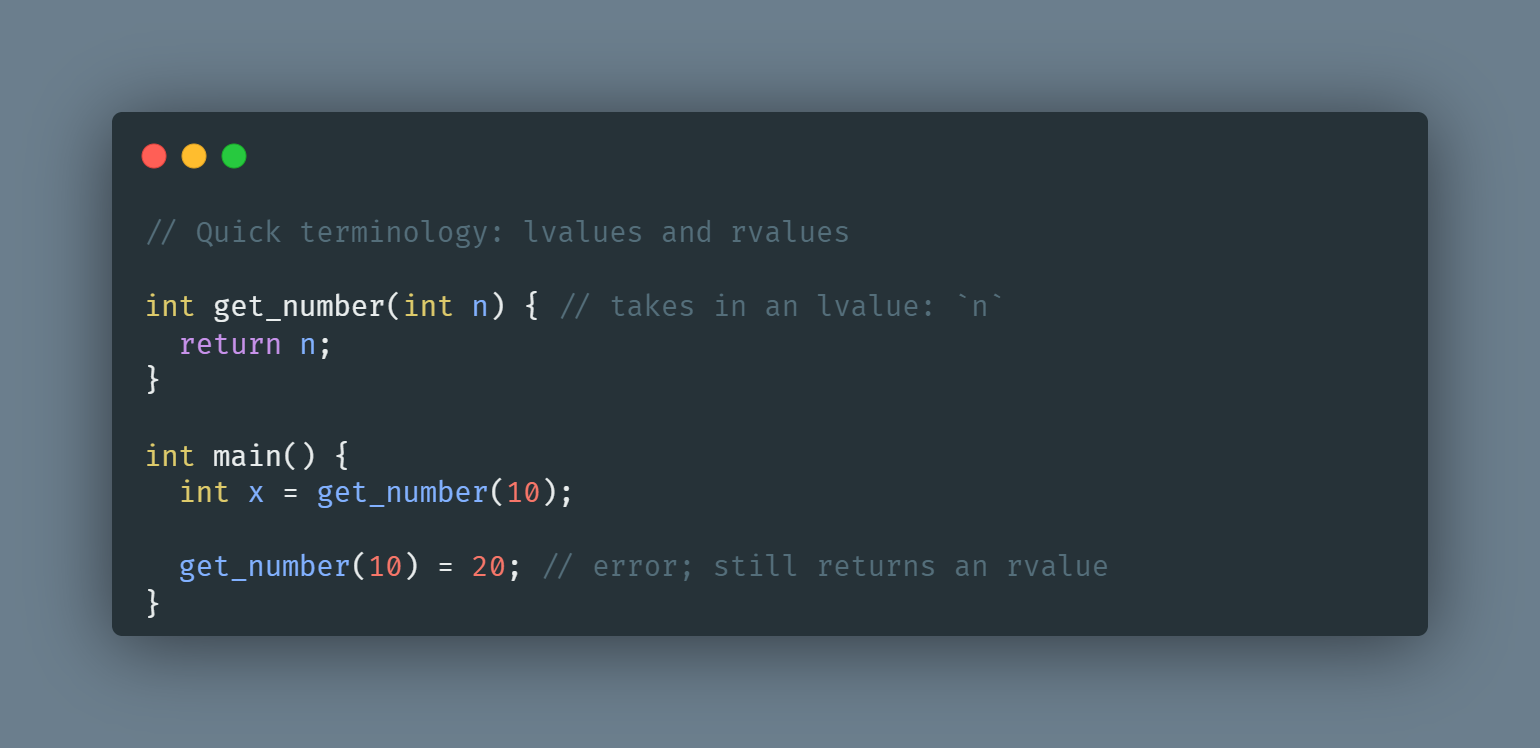 // Quick terminology: lvalues and rvalues
int get_number(int n) { // takes in an lvalue: `n`
  return n;
}
int main() {
  int x = get_number(10);
  get_number(10) = 20; // error; still returns an rvalue
}